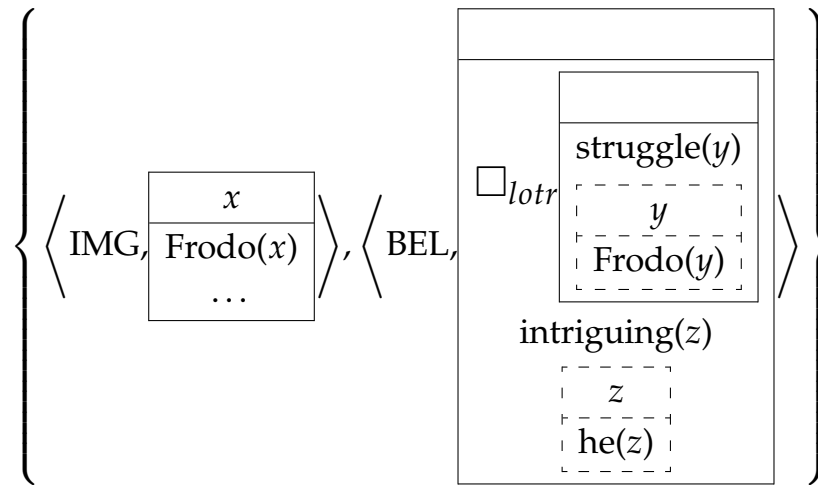 struggle(y)
□lotr
y
x
{⟨IMG, Frodo(x)⟩, ⟨BEL, Frodo(y)⟩}
…
intriguing(z)
z
he(z)